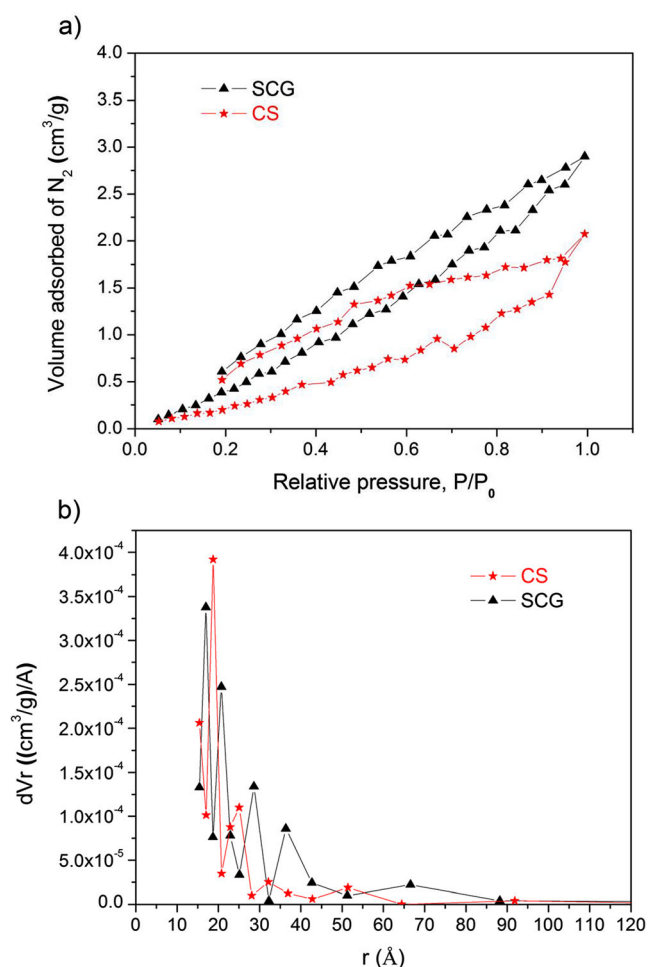 a)
4.0
3.5
3.0
2.5
2.0
1.5
1.0
0.5
0.0
Volume adsorbed of N₂ (cm³/g)
SCG
CS
0.0 0.2 0.4 0.6 0.8 1.0
Relative pressure, P/P₀
b)
4.0x10⁻⁴
3.5x10⁻⁴
3.0x10⁻⁴
2.5x10⁻⁴
2.0x10⁻⁴
1.5x10⁻⁴
1.0x10⁻⁴
5.0x10⁻⁵
0.0
dVr ((cm³/g)/A)
CS
SCG
0 10 20 30 40 50 60 70 80 90 100 110 120
r (Å)